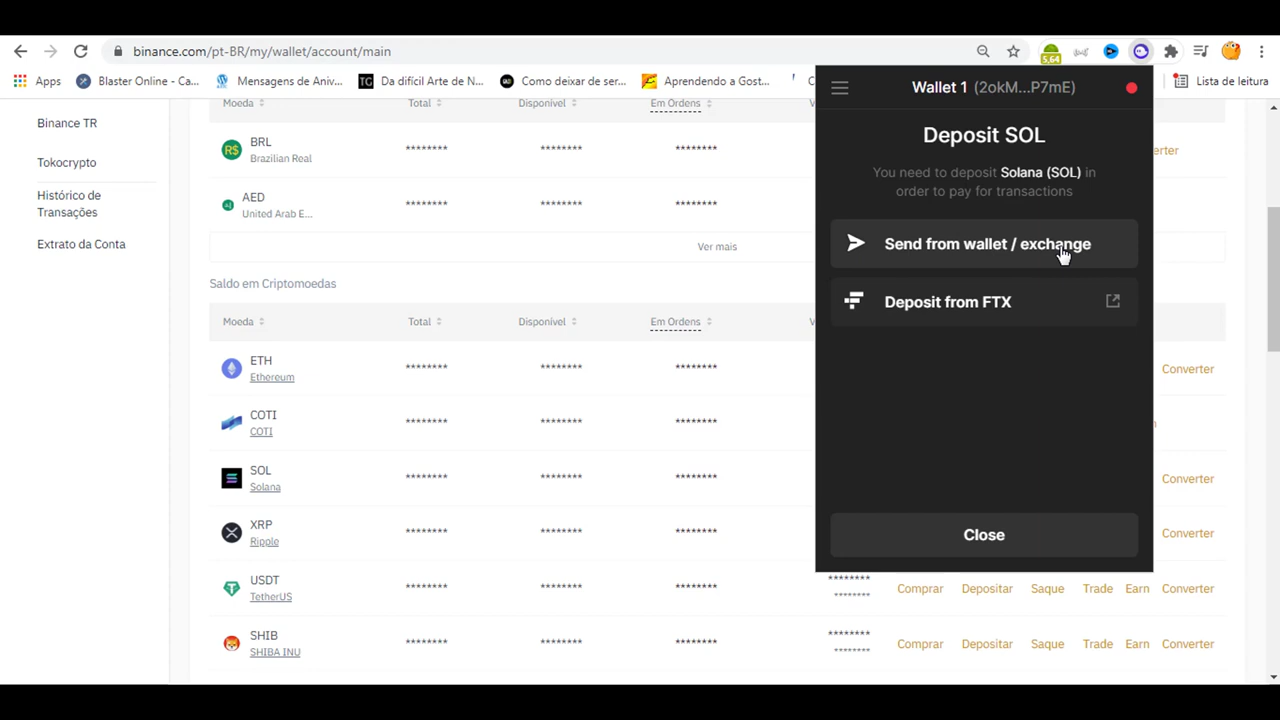 binance.com/pt-BR/my/wallet/account/main
5,64
Apps
Blaster Online - Ca...
Mensagens de Aniv...
TG
Da difícil Arte de N...
Como deixar de ser...
Aprendendo a Gost...
Lista de leitura
Binance TR
Tokocrypto
Histórico de
Transações
Extrato da Conta
Moeda Total Disponível Em Ordens
R$ BRL ******** ******** ********
Brazilian Real
AED ******** ******** ********
United Arab E...
Ver mais
Saldo em Criptomoedas
Moeda Total Disponível Em Ordens V
ETH ******** ******** ******** Converter
Ethereum
COTI ******** ******** ********
COTI
SOL ******** ******** ******** Converter
Solana
XRP ******** ******** ******** Converter
Ripple
USDT ******** ******** ******** ******** Comprar Depositar Saque Trade Earn Converter
TetherUS ********
SHIB ******** ******** ******** ******** Comprar Depositar Saque Trade Earn Converter
SHIBA INU ********
Wallet 1 (2okM...P7mE)
Deposit SOL
You need to deposit Solana (SOL) in
order to pay for transactions
Send from wallet / exchange
Deposit from FTX
Close